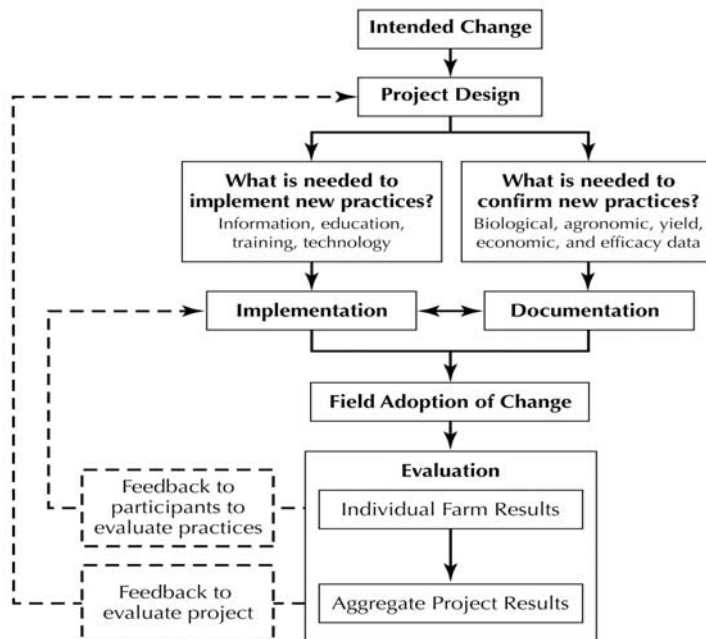 Intended Change
Project Design
What is needed to
implement new practices?
Information, education,
training, technology
What is needed to
confirm new practices?
Biological, agronomic, yield,
economic, and efficacy data
Implementation
Documentation
Field Adoption of Change
Evaluation
Individual Farm Results
Aggregate Project Results
Feedback to
participants to
evaluate practices
Feedback to
evaluate project